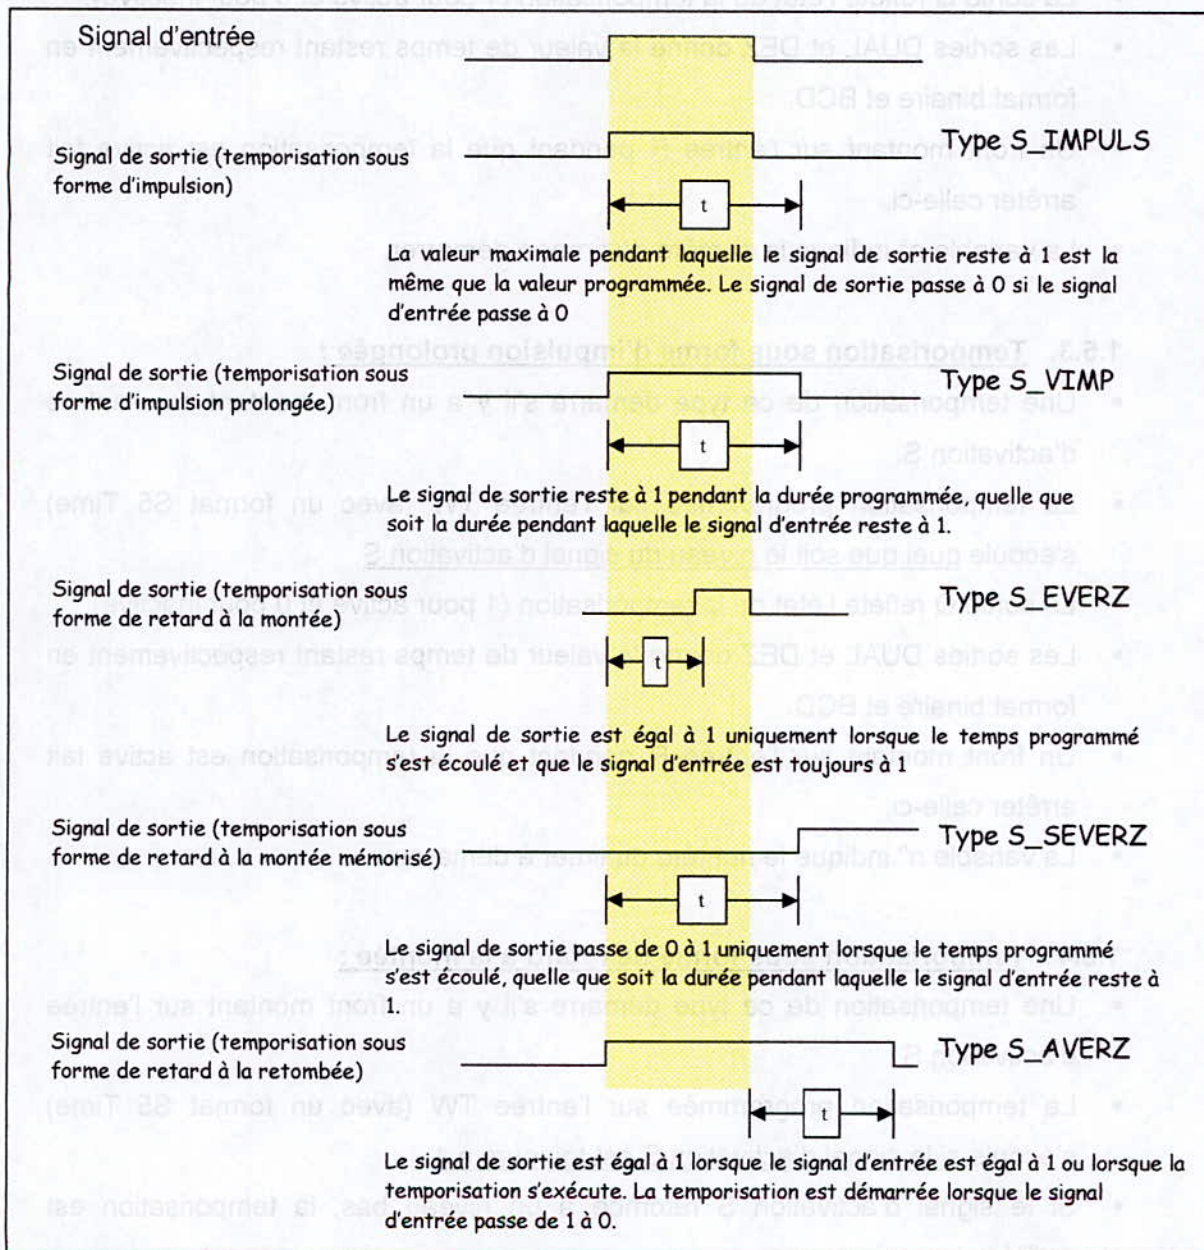 Signal d'entrée
Type S_IMPULS
Signal de sortie (temporisation sous
forme d'impulsion)
t
La valeur maximale pendant laquelle le signal de sortie reste à 1 est la
même que la valeur programmée. Le signal de sortie passe à 0 si le signal
d'entrée passe à 0
Signal de sortie (temporisation sous
forme d'impulsion prolongée)
Type S_VIMP
t
Le signal de sortie reste à 1 pendant la durée programmée, quelle que
soit la durée pendant laquelle le signal d'entrée reste à 1.
Signal de sortie (temporisation sous
forme de retard à la montée)
Type S_EVERZ
t
Le signal de sortie est égal à 1 uniquement lorsque le temps programmé
s'est écoulé et que le signal d'entrée est toujours à 1
Signal de sortie (temporisation sous
forme de retard à la montée mémorisé)
Type S_SEVERZ
t
Le signal de sortie passe de 0 à 1 uniquement lorsque le temps programmé
s'est écoulé, quelle que soit la durée pendant laquelle le signal d'entrée reste à
1.
Signal de sortie (temporisation sous
forme de retard à la retombée)
Type S_AVERZ
t
Le signal de sortie est égal à 1 lorsque le signal d'entrée est égal à 1 ou lorsque la
temporisation s'exécute. La temporisation est démarrée lorsque le signal
d'entrée passe de 1 à 0.